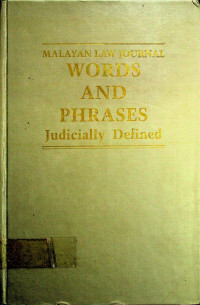 MALAYAN LAW JOURNAL
WORDS
AND
PHRASES
Judicially Defined